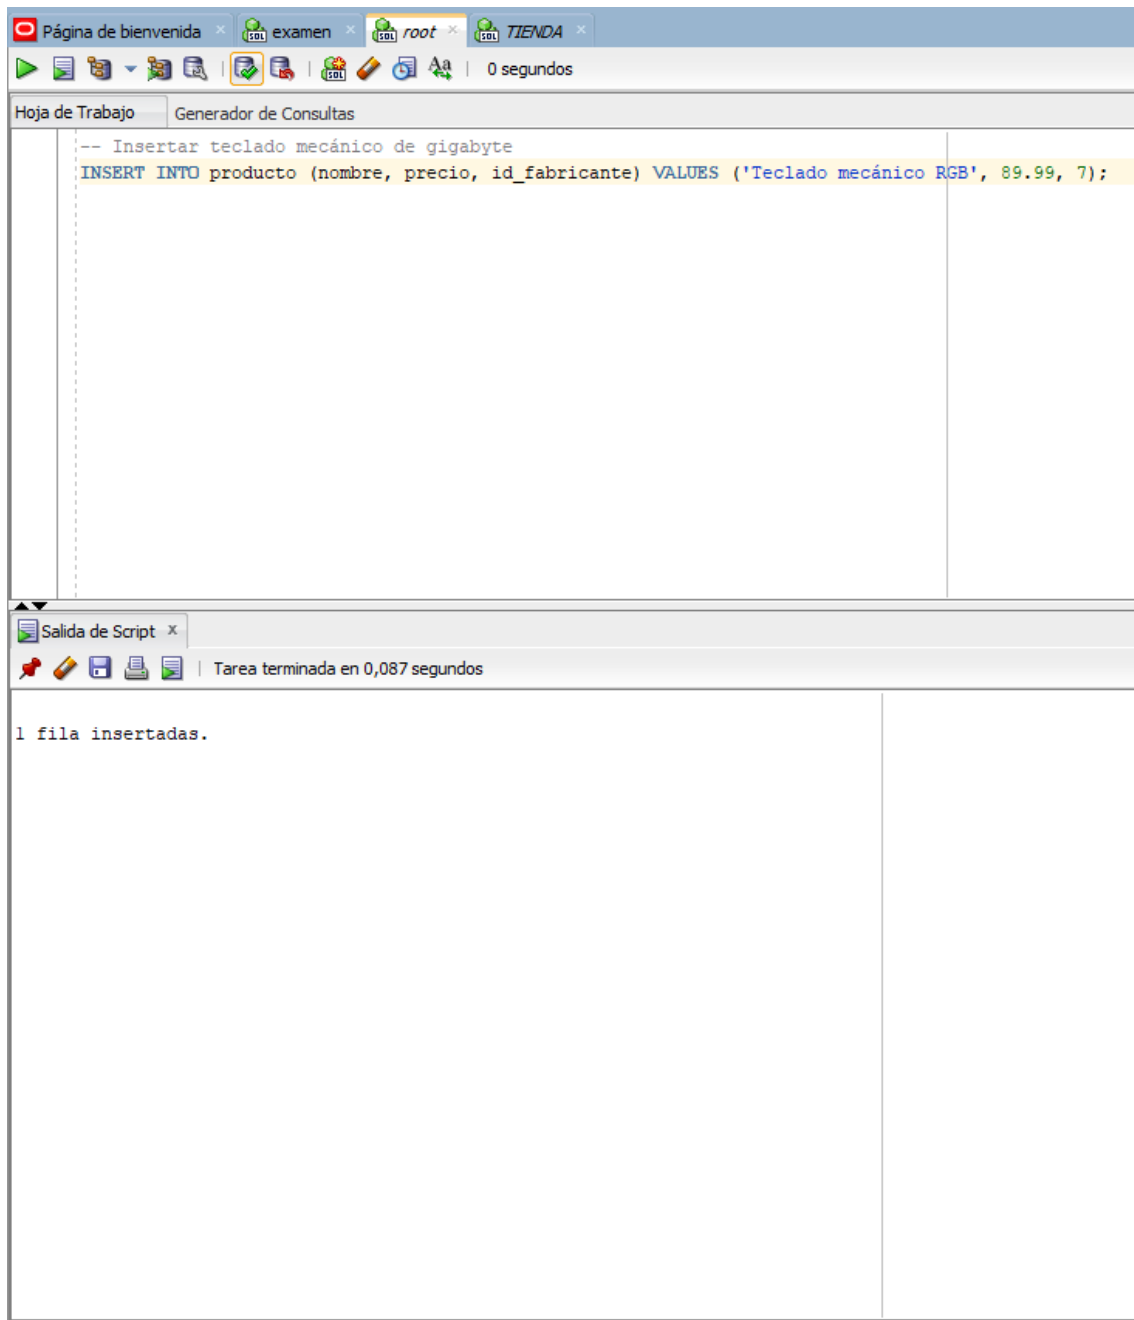 Página de bienvenida examen root TIENDA
0 segundos
Hoja de Trabajo Generador de Consultas
-- Insertar teclado mecánico de gigabyte
INSERT INTO producto (nombre, precio, id_fabricante) VALUES ('Teclado mecánico RGB', 89.99, 7);
Salida de Script
Tarea terminada en 0,087 segundos
1 fila insertadas.